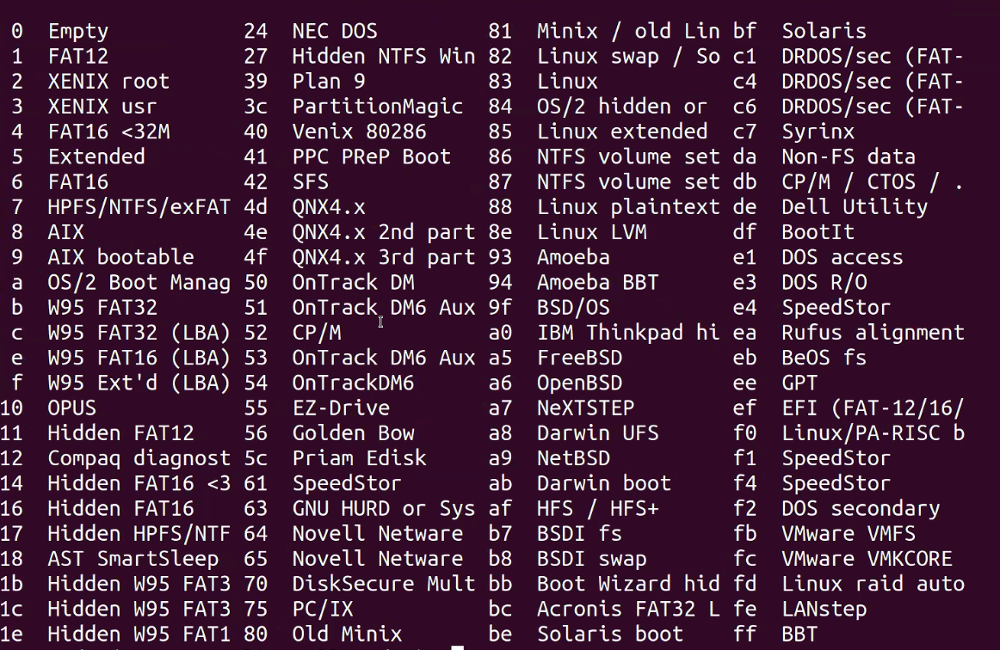 0 Empty 24 NEC DOS 81 Minix / old Lin bf Solaris
1 FAT12 27 Hidden NTFS Win 82 Linux swap / So c1 DRDOS/sec (FAT-
2 XENIX root 39 Plan 9 83 Linux c4 DRDOS/sec (FAT-
3 XENIX usr 3c PartitionMagic 84 OS/2 hidden or c6 DRDOS/sec (FAT-
4 FAT16 <32M 40 Venix 80286 85 Linux extended c7 Syrinx
5 Extended 41 PPC PReP Boot 86 NTFS volume set da Non-FS data
6 FAT16 42 SFS 87 NTFS volume set db CP/M / CTOS / .
7 HPFS/NTFS/exFAT 4d QNX4.x 88 Linux plaintext de Dell Utility
8 AIX 4e QNX4.x 2nd part 8e Linux LVM df BootIt
9 AIX bootable 4f QNX4.x 3rd part 93 Amoeba e1 DOS access
a OS/2 Boot Manag 50 OnTrack DM 94 Amoeba BBT e3 DOS R/O
b W95 FAT32 51 OnTrack DM6 Aux 9f BSD/OS e4 SpeedStor
c W95 FAT32 (LBA) 52 CP/M a0 IBM Thinkpad hi ea Rufus alignment
e W95 FAT16 (LBA) 53 OnTrack DM6 Aux a5 FreeBSD eb BeOS fs
f W95 Ext'd (LBA) 54 OnTrackDM6 a6 OpenBSD ee GPT
10 OPUS 55 EZ-Drive a7 NeXTSTEP ef EFI (FAT-12/16/
11 Hidden FAT12 56 Golden Bow a8 Darwin UFS f0 Linux/PA-RISC b
12 Compaq diagnost 5c Priam Edisk a9 NetBSD f1 SpeedStor
14 Hidden FAT16 <3 61 SpeedStor ab Darwin boot f4 SpeedStor
16 Hidden FAT16 63 GNU HURD or Sys af HFS / HFS+ f2 DOS secondary
17 Hidden HPFS/NTF 64 Novell Netware b7 BSDI fs fb VMware VMFS
18 AST SmartSleep 65 Novell Netware b8 BSDI swap fc VMware VMKCORE
1b Hidden W95 FAT3 70 DiskSecure Mult bb Boot Wizard hid fd Linux raid auto
1c Hidden W95 FAT3 75 PC/IX bc Acronis FAT32 L fe LANstep
1e Hidden W95 FAT1 80 Old Minix be Solaris boot ff BBT